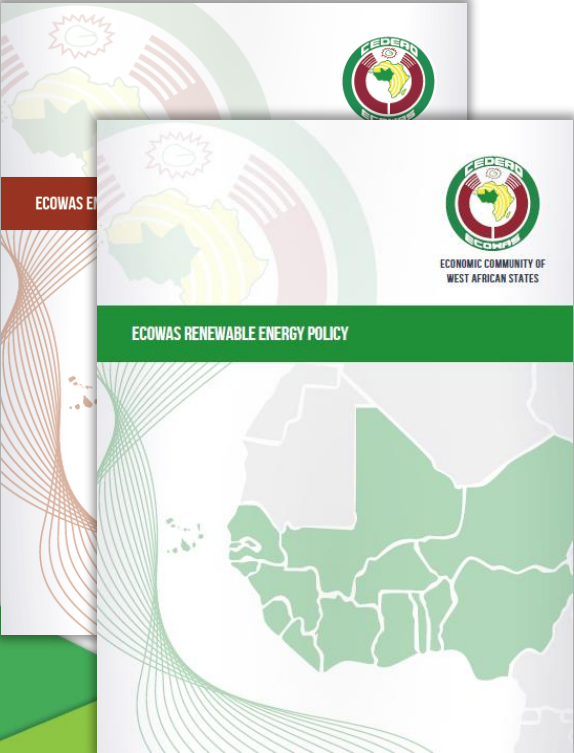 CEDEAO
ECOWAS
ECOWAS EN
CEDEAO
ECOWAS
ECONOMIC COMMUNITY OF
WEST AFRICAN STATES
ECOWAS RENEWABLE ENERGY POLICY